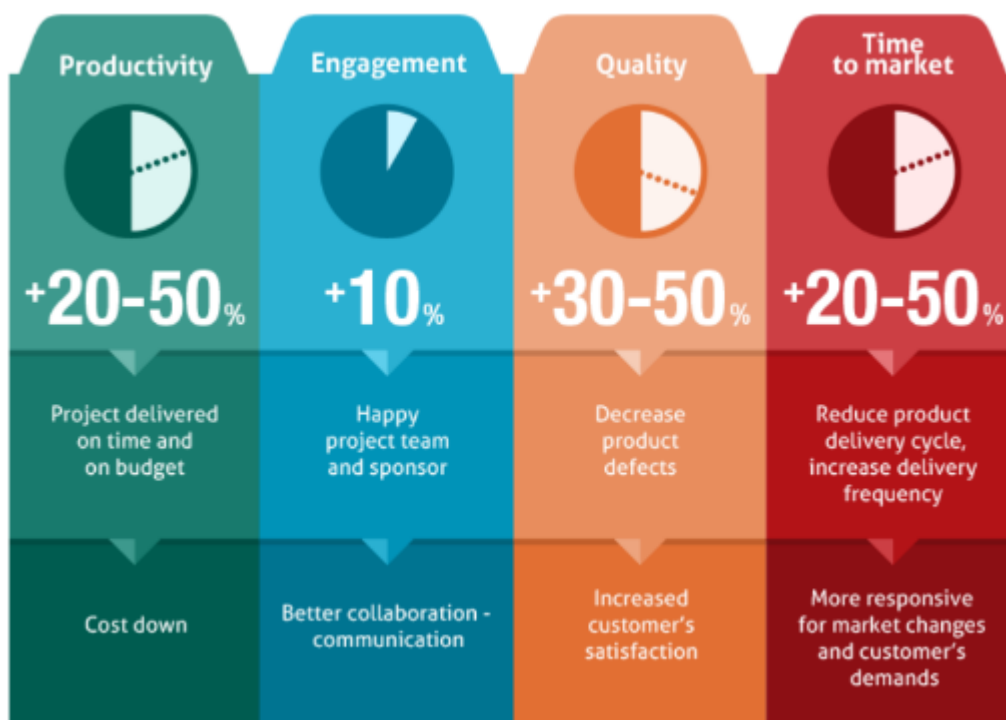 Productivity
+20-50%
Project delivered
on time and
on budget
Cost down
Engagement
+10%
Happy
project team
and sponsor
Better collaboration -
communication
Quality
+30-50%
Decrease
product
defects
Increased
customer's
satisfaction
Time
to market
+20-50%
Reduce product
delivery cycle,
increase delivery
frequency
More responsive
for market changes
and customer's
demands